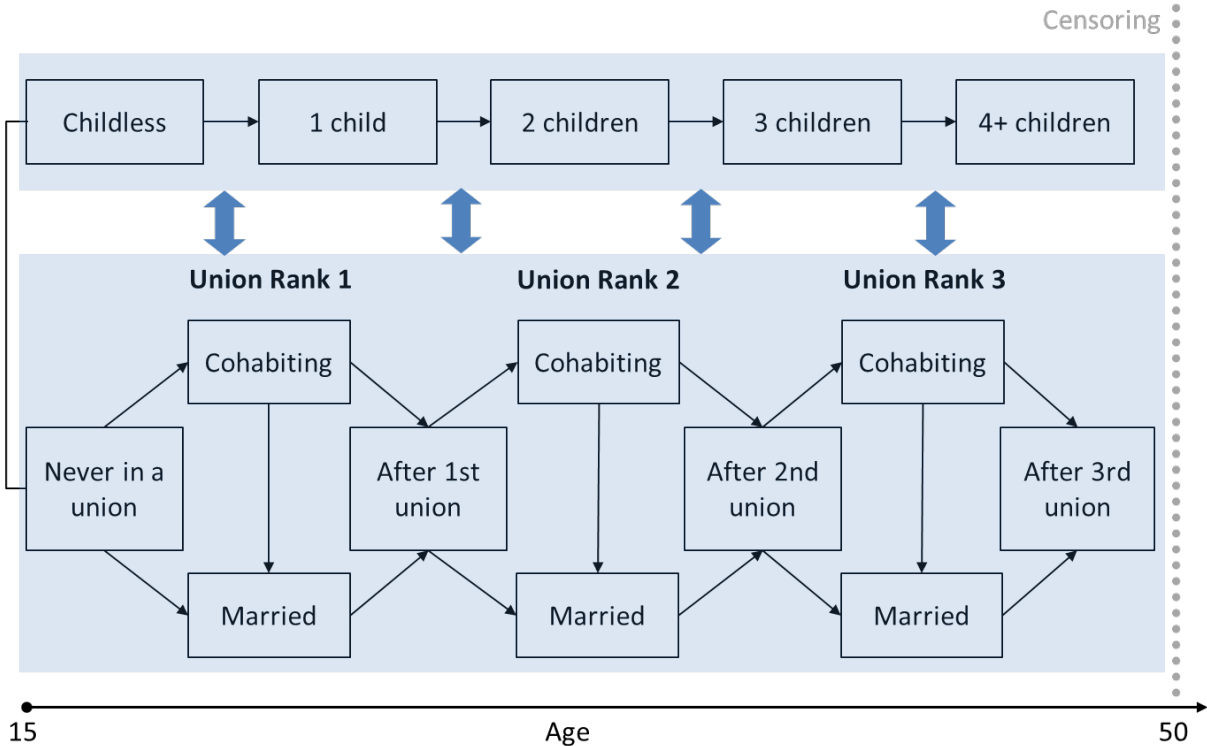 Censoring
Childless
1 child
2 children
3 children
4+ children
Union Rank 1
Union Rank 2
Union Rank 3
Cohabiting
Cohabiting
Cohabiting
Never in a
union
After 1st
union
After 2nd
union
After 3rd
union
Married
Married
Married
15
Age
50